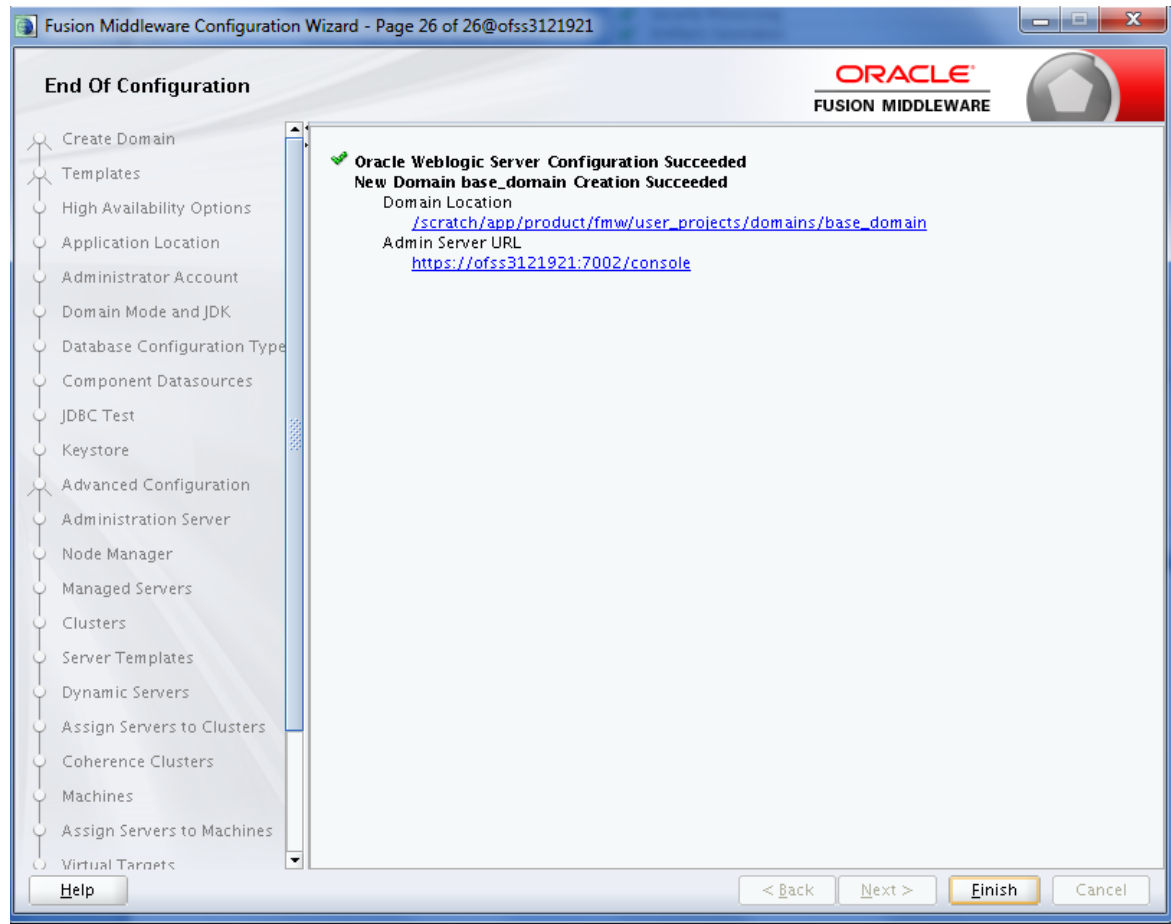 Fusion Middleware Configuration Wizard - Page 26 of 26@ofss3121921
End Of Configuration
ORACLE
FUSION MIDDLEWARE
Create Domain
Templates
High Availability Options
Application Location
Administrator Account
Domain Mode and JDK
Database Configuration Type
Component Datasources
JDBC Test
Keystore
Advanced Configuration
Administration Server
Node Manager
Managed Servers
Clusters
Server Templates
Dynamic Servers
Assign Servers to Clusters
Coherence Clusters
Machines
Assign Servers to Machines
Virtual Targets
Oracle Weblogic Server Configuration Succeeded
New Domain base_domain Creation Succeeded
Domain Location
/scratch/app/product/fmw/user_projects/domains/base_domain
Admin Server URL
https://ofss3121921:7002/console
Help
< Back
Next >
Finish
Cancel